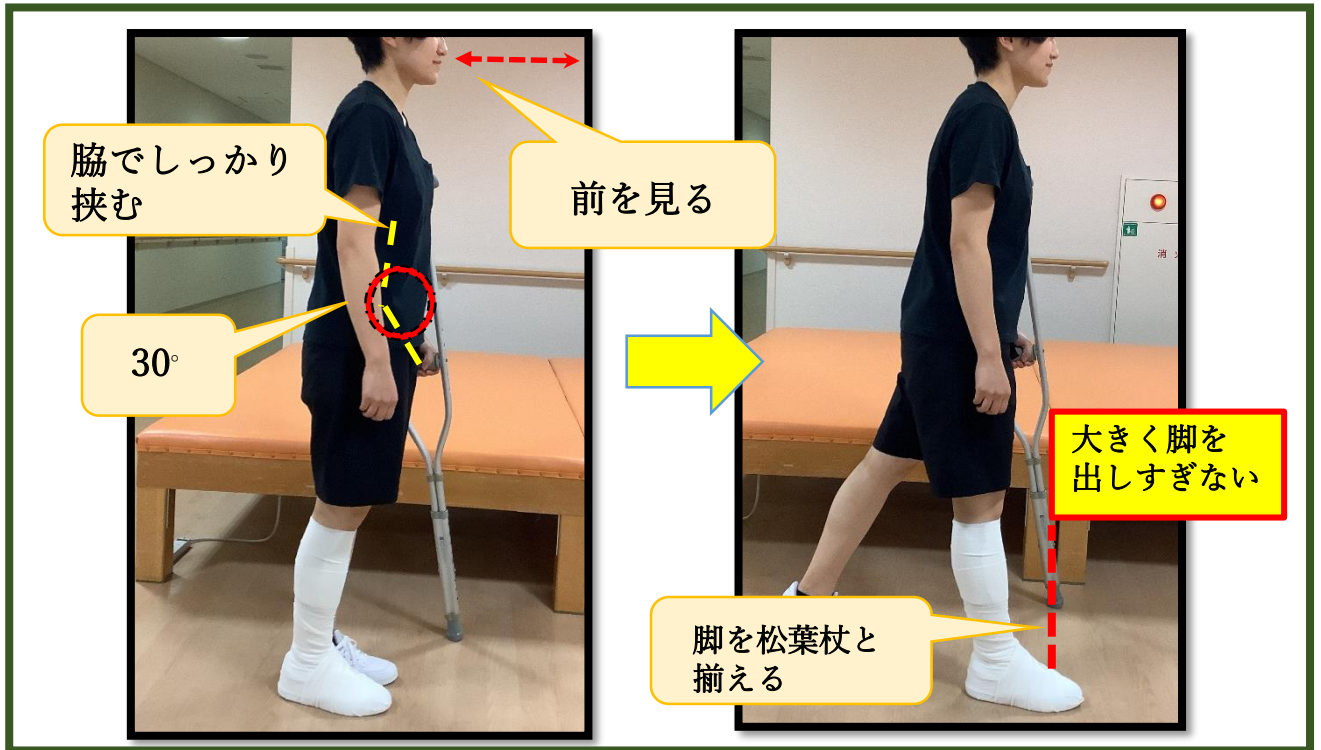 脇でしっかり
挟む
前を見る
30°
大きく脚を
出しすぎない
脚を松葉杖と
揃える
消